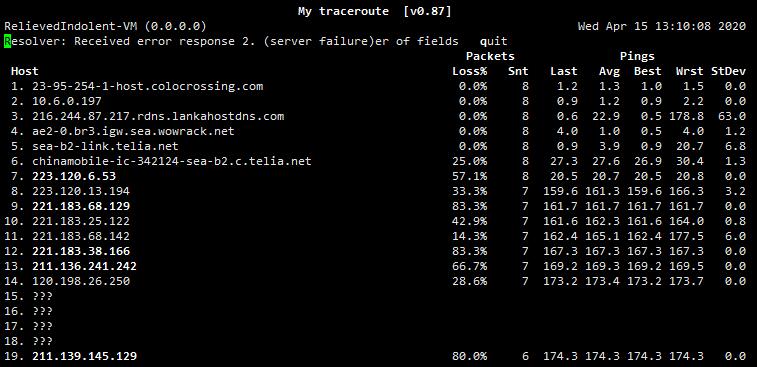 My traceroute  [v0.87]
RelievedIndolent-VM (0.0.0.0) Wed Apr 15 13:10:08 2020
Resolver: Received error response 2. (server failure)er of fields   quit
Packets Pings
Host Loss% Snt Last Avg Best Wrst StDev
1. 23-95-254-1-host.colocrossing.com 0.0% 8 1.2 1.3 1.0 1.5 0.0
2. 10.6.0.197 0.0% 8 0.9 1.2 0.9 2.2 0.0
3. 216.244.87.217.rdns.lankahostdns.com 0.0% 8 0.6 22.9 0.5 178.8 63.0
4. ae2-0.br3.igw.sea.wowrack.net 0.0% 8 4.0 1.0 0.5 4.0 1.2
5. sea-b2-link.telia.net 0.0% 8 0.9 3.9 0.9 20.7 6.8
6. chinamobile-ic-342124-sea-b2.c.telia.net 25.0% 8 27.3 27.6 26.9 30.4 1.3
7. 223.120.6.53 57.1% 8 20.5 20.7 20.5 20.8 0.0
8. 223.120.13.194 33.3% 7 159.6 161.3 159.6 166.3 3.2
9. 221.183.68.129 83.3% 7 161.7 161.7 161.7 161.7 0.0
10. 221.183.25.122 42.9% 7 161.6 162.3 161.6 164.0 0.8
11. 221.183.68.142 14.3% 7 162.4 165.1 162.4 177.5 6.0
12. 221.183.38.166 83.3% 7 167.3 167.3 167.3 167.3 0.0
13. 211.136.241.242 66.7% 7 169.2 169.3 169.2 169.5 0.0
14. 120.198.26.250 28.6% 7 173.2 173.4 173.2 173.7 0.0
15. ???
16. ???
17. ???
18. ???
19. 211.139.145.129 80.0% 6 174.3 174.3 174.3 174.3 0.0